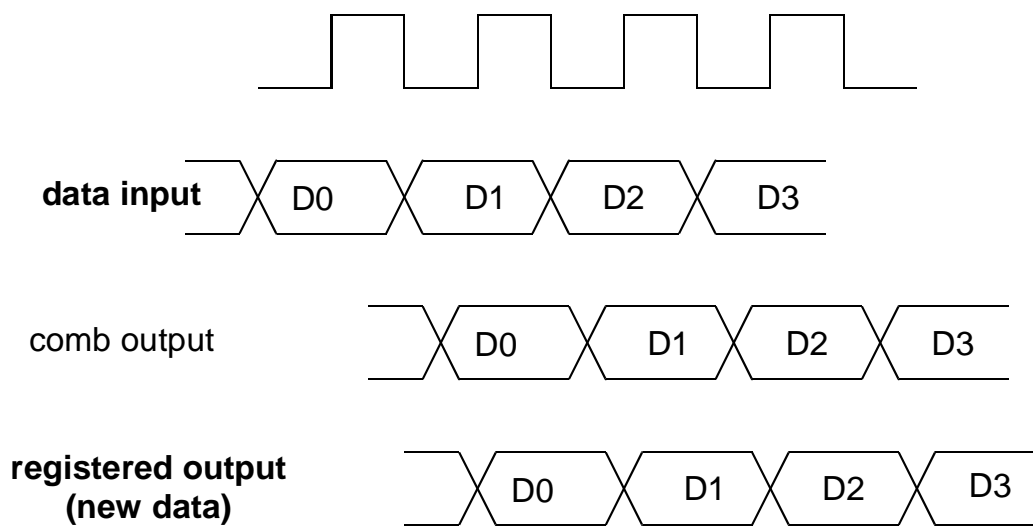 data input D0 D1 D2 D3
comb output D0 D1 D2 D3
registered output
(new data) D0 D1 D2 D3